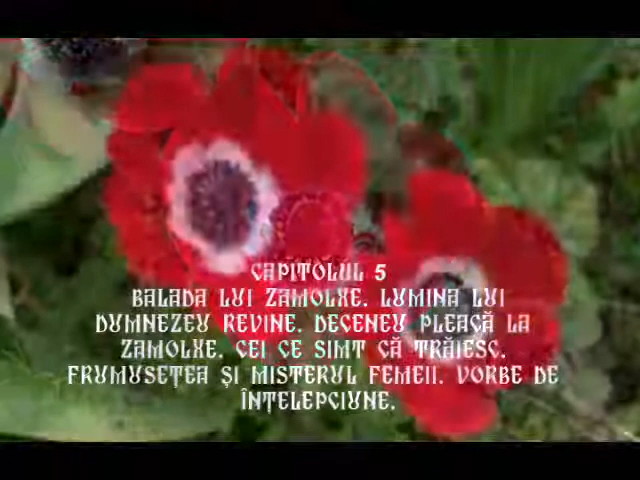 CAPITOLUL 5
BALADA LUI ZAMOLXE. LUMINA LUI
DUMNEZEU REVINE. DECENEU PLEACĂ LA
ZAMOLXE. CEI CE SIMT CĂ TRĂIESC.
FRUMUSEȚEA ȘI MISTERUL FEMEII. VORBE DE
ÎNȚELEPCIUNE.